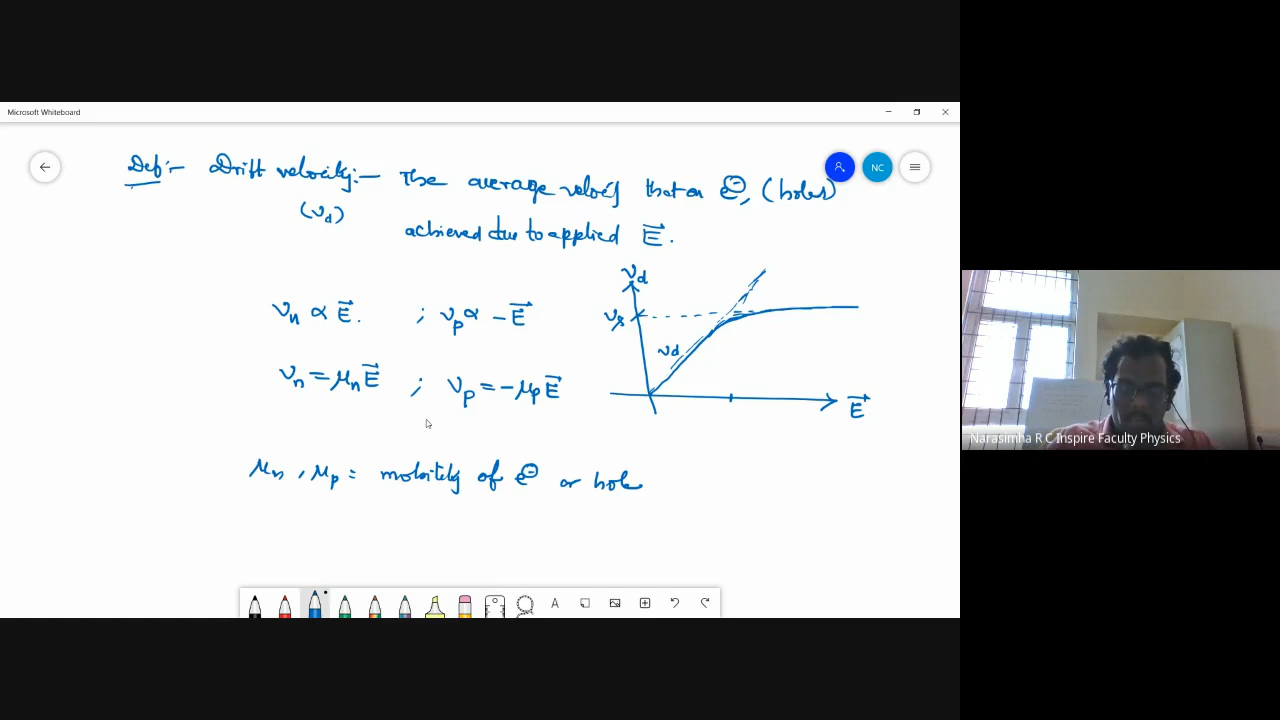 Microsoft Whiteboard
NC
Def:- Drift velocity:- The average velocity that an e⊖, (holes)
(vd)
achieved due to applied E⃗.
vn ∝ E⃗. ; vp ∝ -E⃗
vn = μn E⃗ ; vp = -μp E⃗
μn, μp = mobility of e⊖ or hole
vd
vs
vd
E⃗
A
Narasimha R C Inspire Faculty Physics